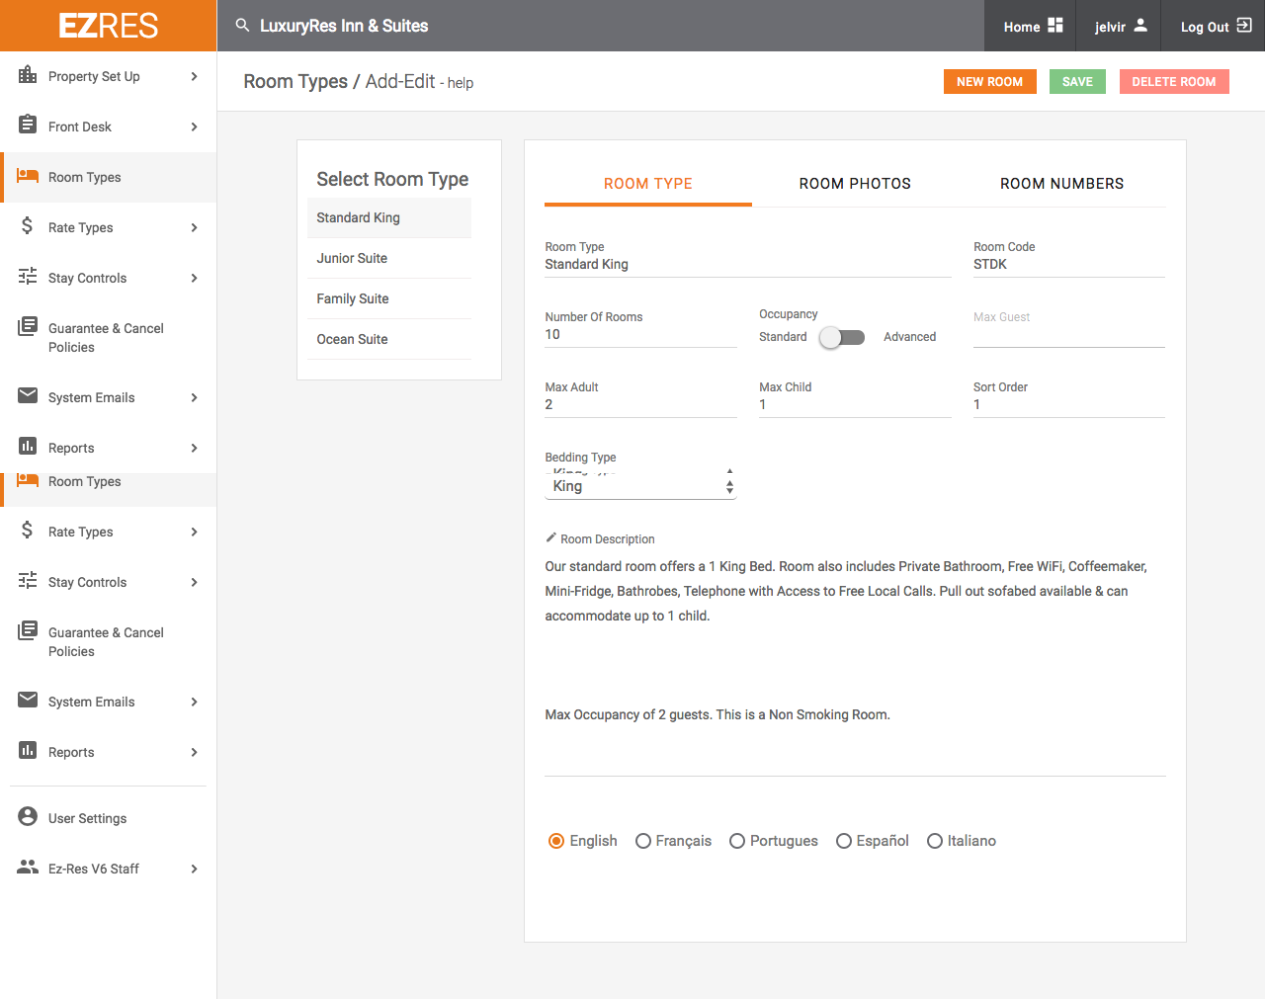 EZRES
LuxuryRes Inn & Suites
Home
jelvir
Log Out
Property Set Up
Front Desk
Room Types
Rate Types
Stay Controls
Guarantee & Cancel
Policies
System Emails
Reports
Room Types
Rate Types
Stay Controls
Guarantee & Cancel
Policies
System Emails
Reports
User Settings
Ez-Res V6 Staff
Room Types / Add-Edit - help
NEW ROOM
SAVE
DELETE ROOM
Select Room Type
Standard King
Junior Suite
Family Suite
Ocean Suite
ROOM TYPE
ROOM PHOTOS
ROOM NUMBERS
Room Type
Standard King
Room Code
STDK
Number Of Rooms
10
Occupancy
Standard
Advanced
Max Guest
Max Adult
2
Max Child
1
Sort Order
1
Bedding Type
King
Room Description
Our standard room offers a 1 King Bed. Room also includes Private Bathroom, Free WiFi, Coffeemaker,
Mini-Fridge, Bathrobes, Telephone with Access to Free Local Calls. Pull out sofabed available & can
accommodate up to 1 child.
Max Occupancy of 2 guests. This is a Non Smoking Room.
English
Français
Portugues
Español
Italiano